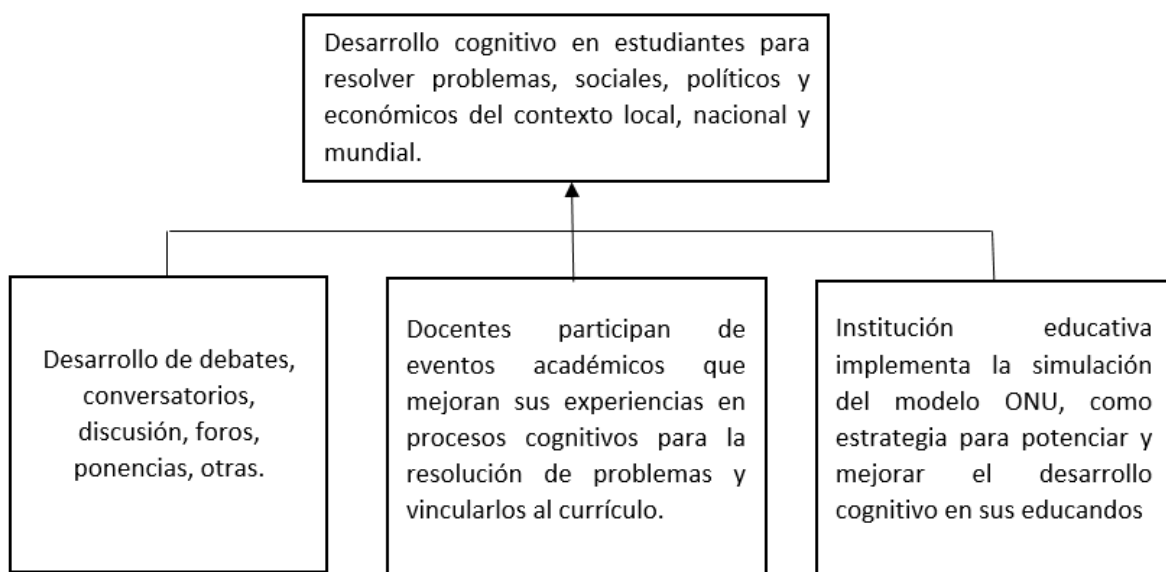 Desarrollo cognitivo en estudiantes para
resolver problemas, sociales, políticos y
económicos del contexto local, nacional y
mundial.
Desarrollo de debates,
conversatorios,
discusión, foros,
ponencias, otras.
Docentes participan de
eventos académicos que
mejoran sus experiencias en
procesos cognitivos para la
resolución de problemas y
vincularlos al currículo.
Institución educativa
implementa la simulación
del modelo ONU, como
estrategia para potenciar y
mejorar el desarrollo
cognitivo en sus educandos